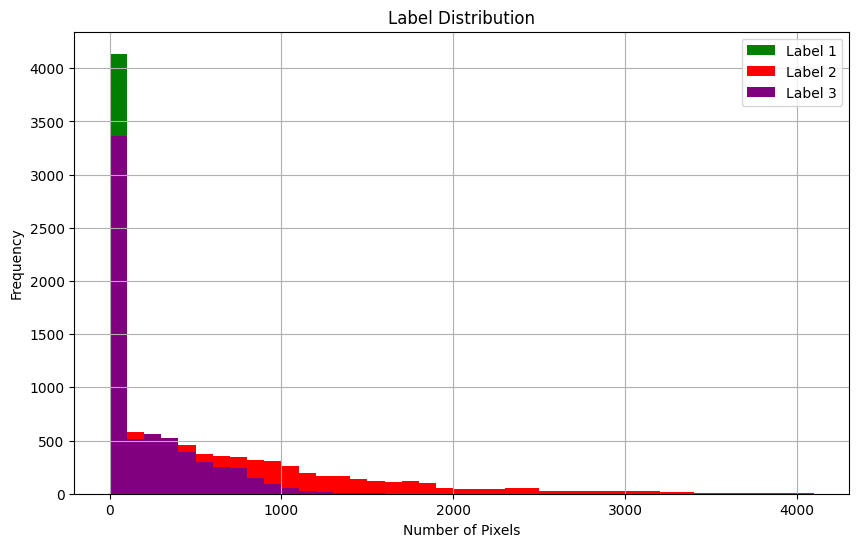 Label Distribution
Label 1
Label 2
Label 3
4000
3500
3000
2500
2000
1500
1000
500
0
Frequency
0 1000 2000 3000 4000
Number of Pixels